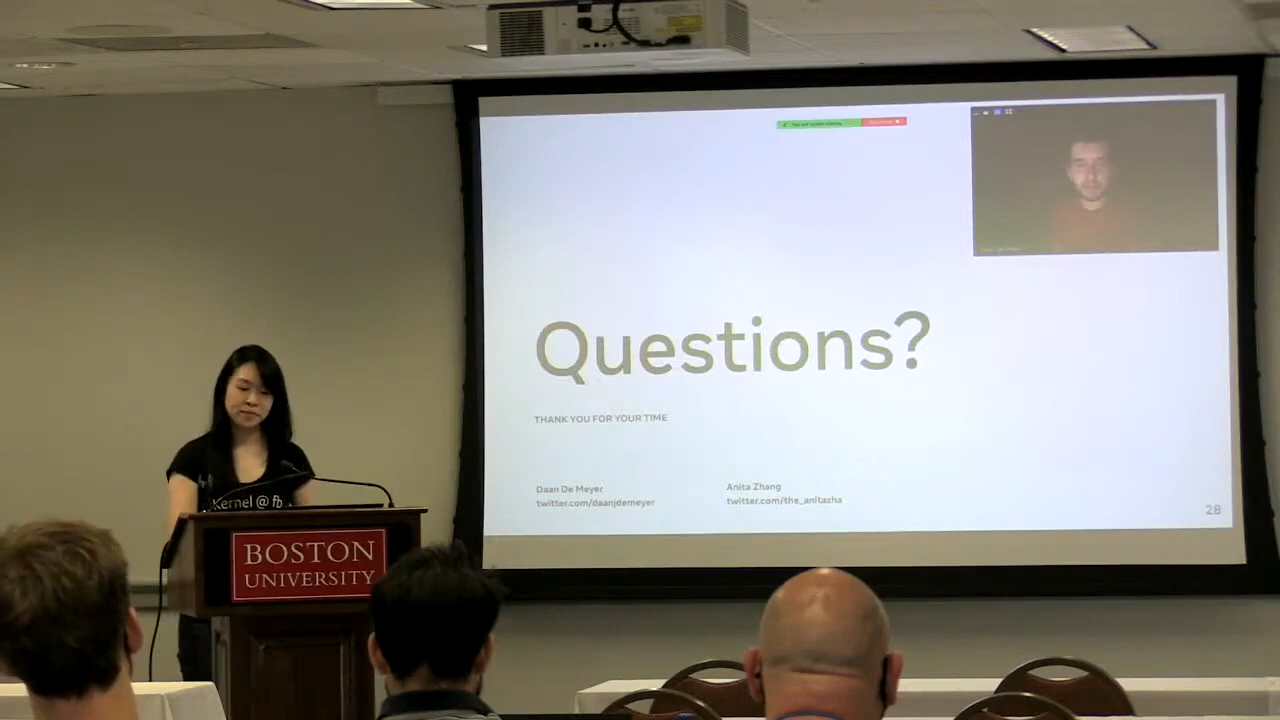 Questions?
THANK YOU FOR YOUR TIME
Daan De Meyer
twitter.com/daanjdemeyer
Anita Zhang
twitter.com/the_anitazha
28
Kernel @ fb
BOSTON
UNIVERSITY